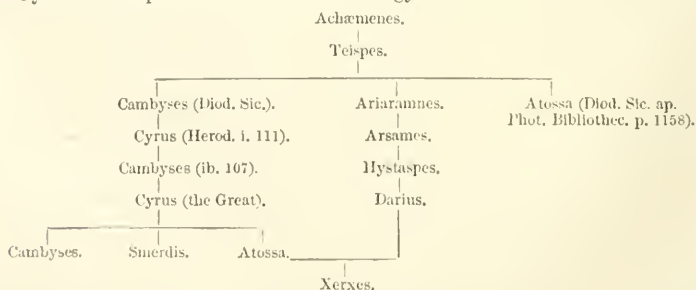 Achæmenes.
Teispes.
Cambyses (Diod. Sic.). Ariaramnes. Atossa (Diod. Sic. ap.
Phot. Bibliothec. p. 1158).
Cyrus (Herod. i. 111). Arsames.
Cambyses (ib. 107). Hystaspes.
Cyrus (the Great). Darius.
Cambyses. Smerdis. Atossa.
Xerxes.